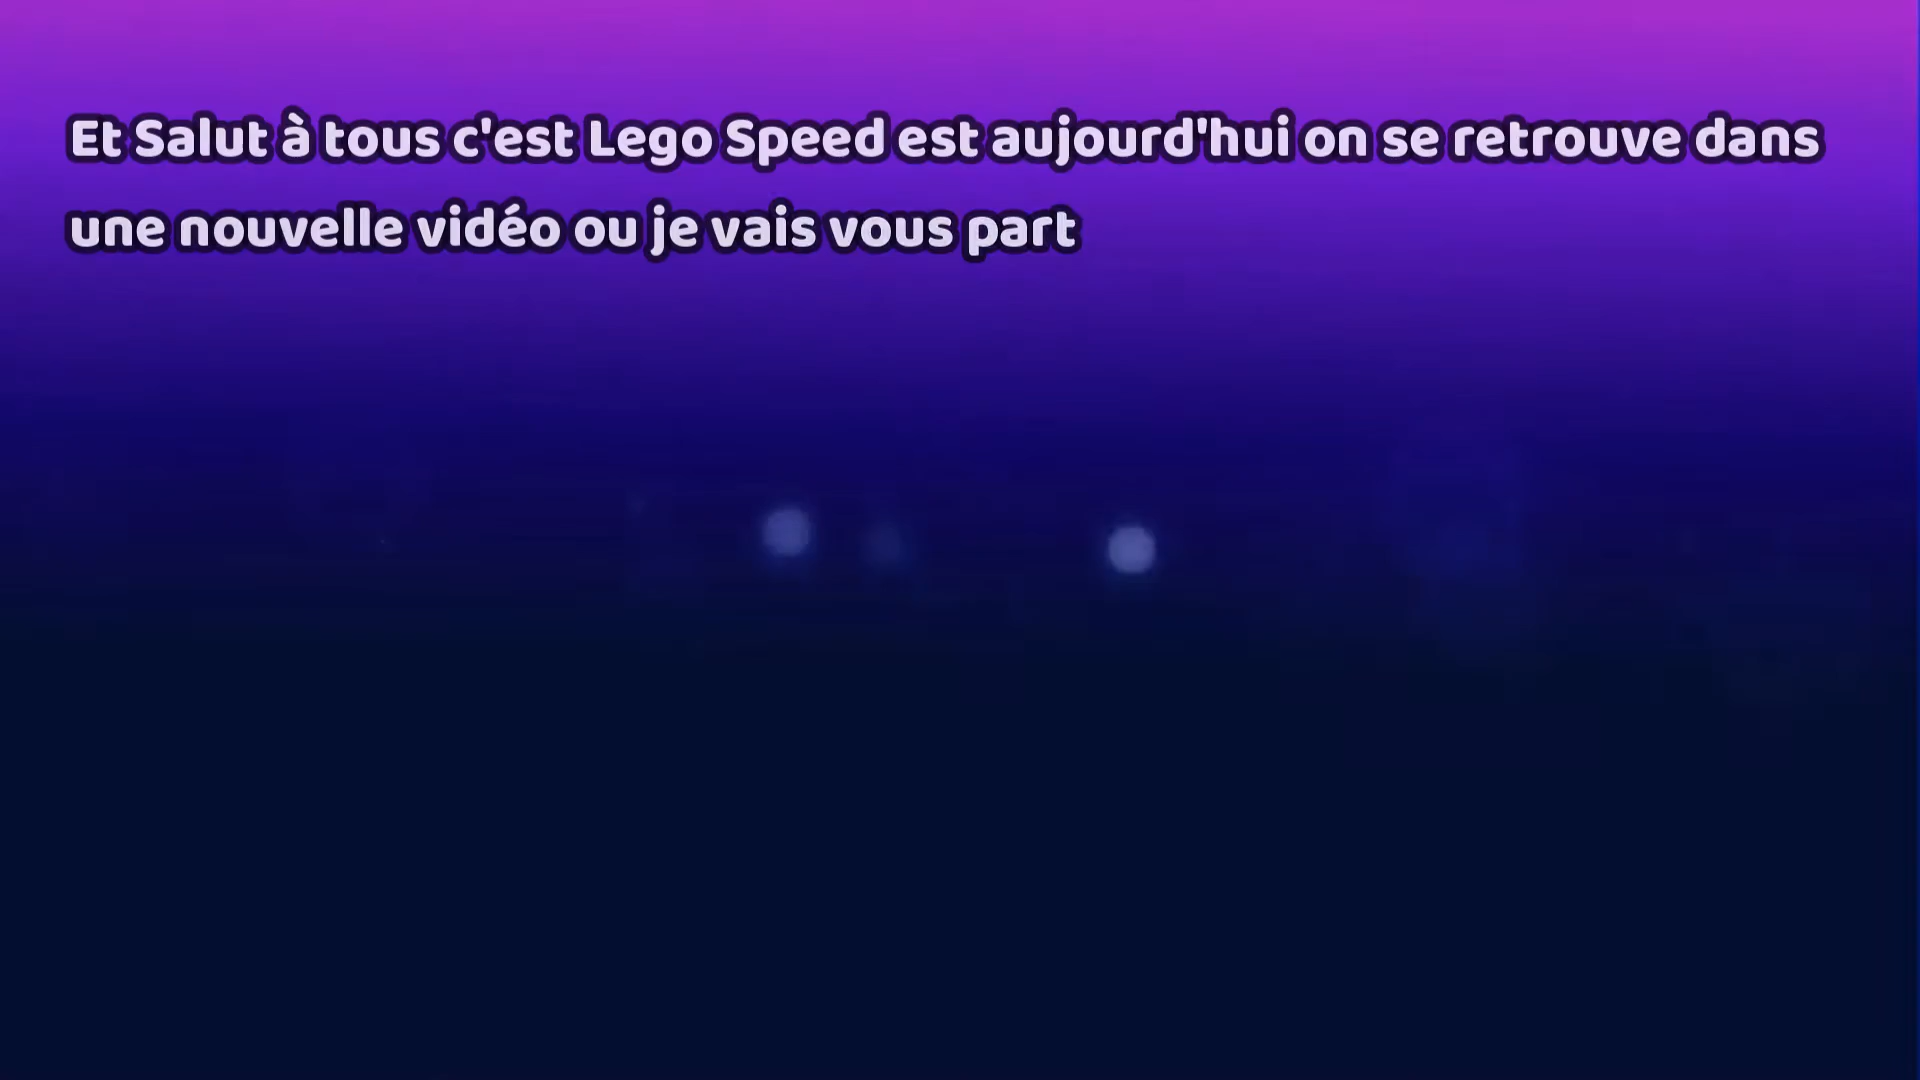 Et Salut à tous c'est Lego Speed est aujourd'hui on se retrouve dans
une nouvelle vidéo ou je vais vous part